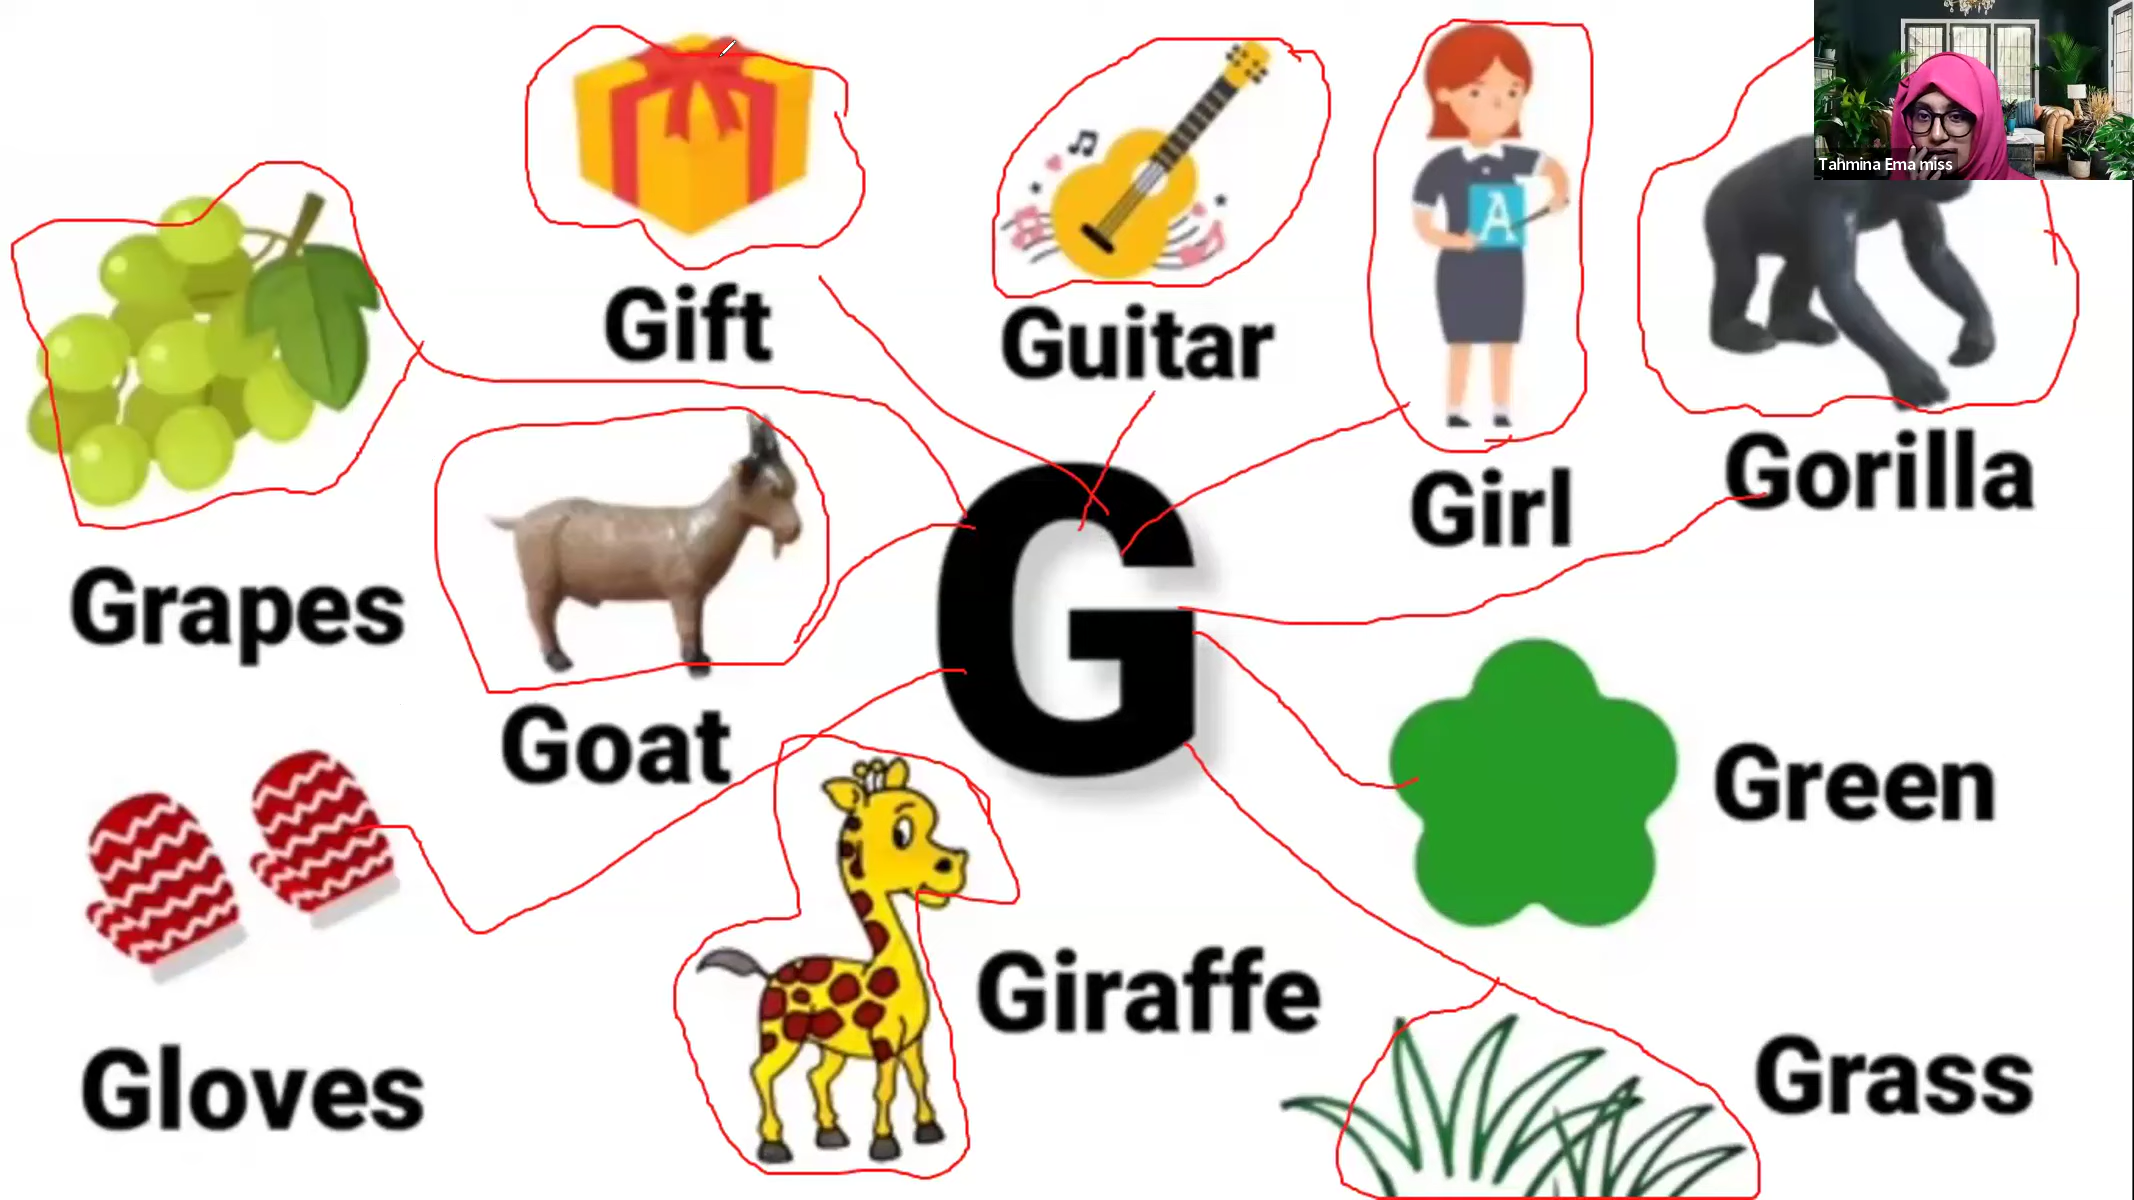 Tahmina Ema miss
Gift
Guitar
A
Girl
Gorilla
Grapes
Goat
G
Green
Gloves
Giraffe
Grass